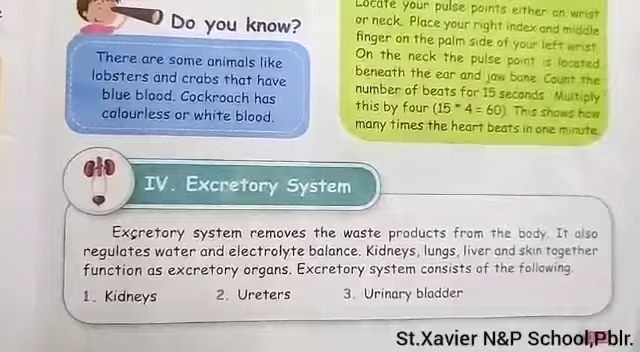 Do you know?
There are some animals like
lobsters and crabs that have
blue blood. Cockroach has
colourless or white blood.
Locate your pulse points either an wrist
or neck. Place your right index and middle
finger on the palm side of your left wrist.
On the neck the pulse point is located
beneath the ear and jaw bone. Count the
number of beats for 15 seconds. Multiply
this by four (15 * 4 = 60). This shows how
many times the heart beats in one minute.
IV. Excretory System
Excretory system removes the waste products from the body. It also
regulates water and electrolyte balance. Kidneys, lungs, liver and skin together
function as excretory organs. Excretory system consists of the following.
1. Kidneys 2. Ureters 3. Urinary bladder
St.Xavier N&P School,Pblr.